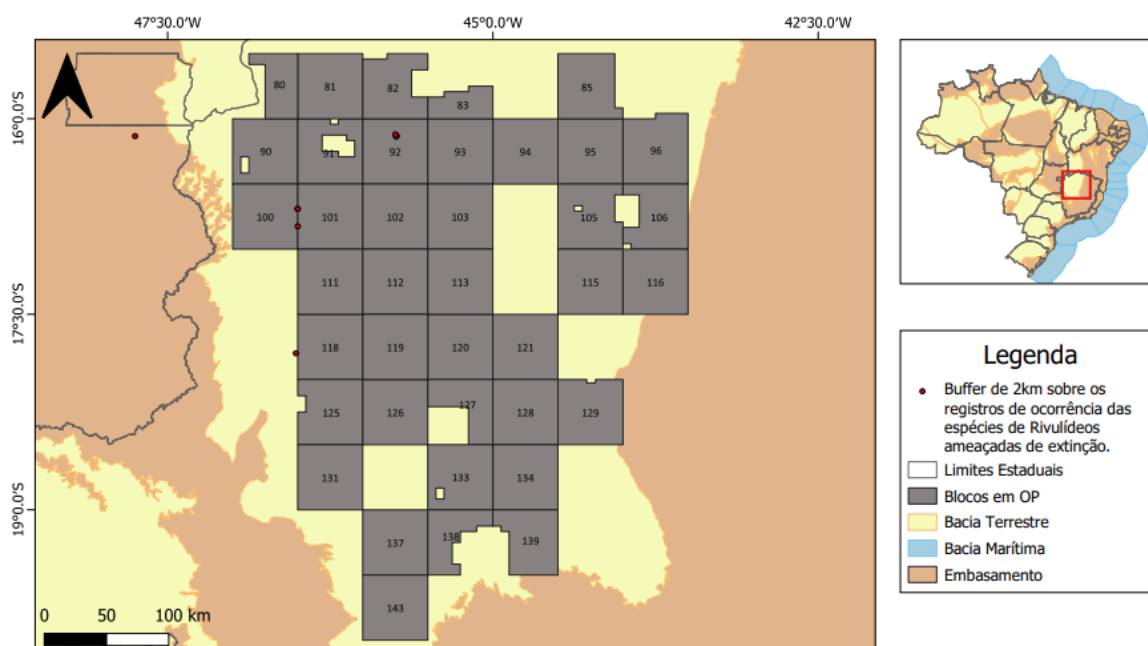 47°30.0'W 45°0.0'W 42°30.0'W
16°0.0'S
17°30.0'S
19°0.0'S
80 81 82 83 85
90 91 92 93 94 95 96
100 101 102 103 105 106
111 112 113 115 116
118 119 120 121
125 126 127 128 129
131 133 134
137 138 139
143
0 50 100 km
Legenda
Buffer de 2km sobre os
registros de ocorrência das
espécies de Rivulídeos
ameaçadas de extinção.
Limites Estaduais
Blocos em OP
Bacia Terrestre
Bacia Marítima
Embasamento